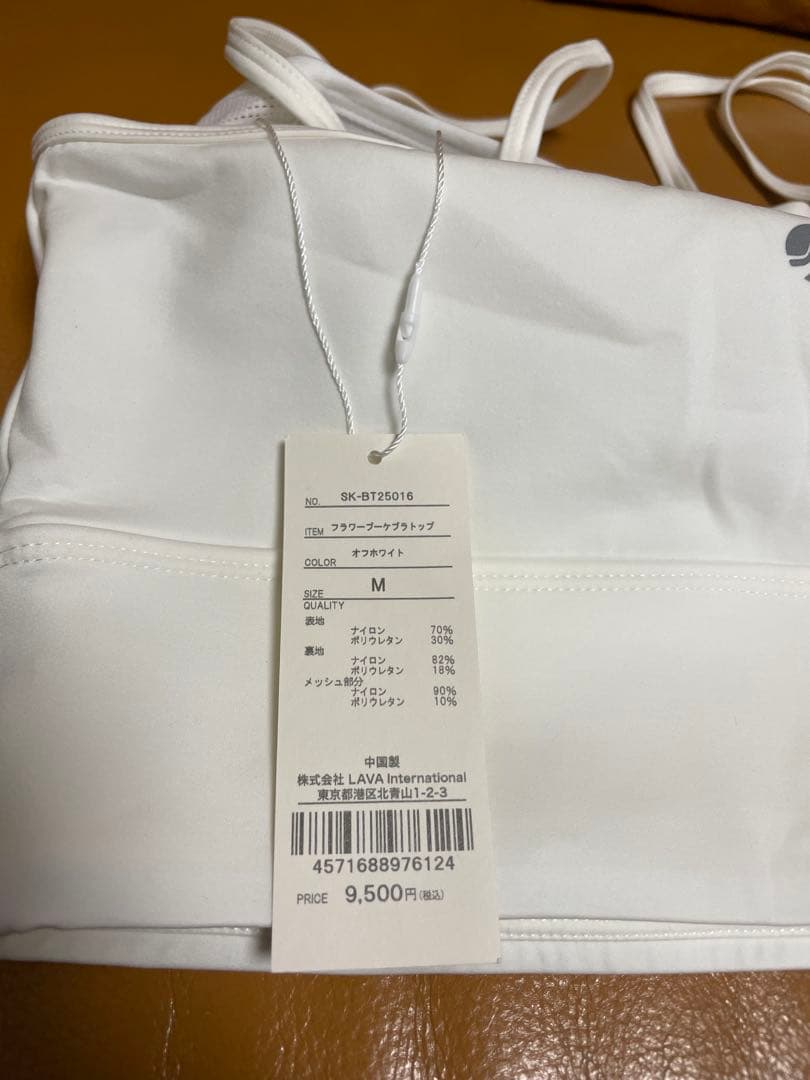 NO. SK-BT25016
ITEM フラワーブーケブラトップ
COLOR オフホワイト
SIZE M
QUALITY
表地
ナイロン 70%
ポリウレタン 30%
裏地
ナイロン 82%
ポリウレタン 18%
メッシュ部分
ナイロン 90%
ポリウレタン 10%
中国製
株式会社 LAVA International
東京都港区北青山1-2-3
4571688976124
PRICE 9,500円(税込)